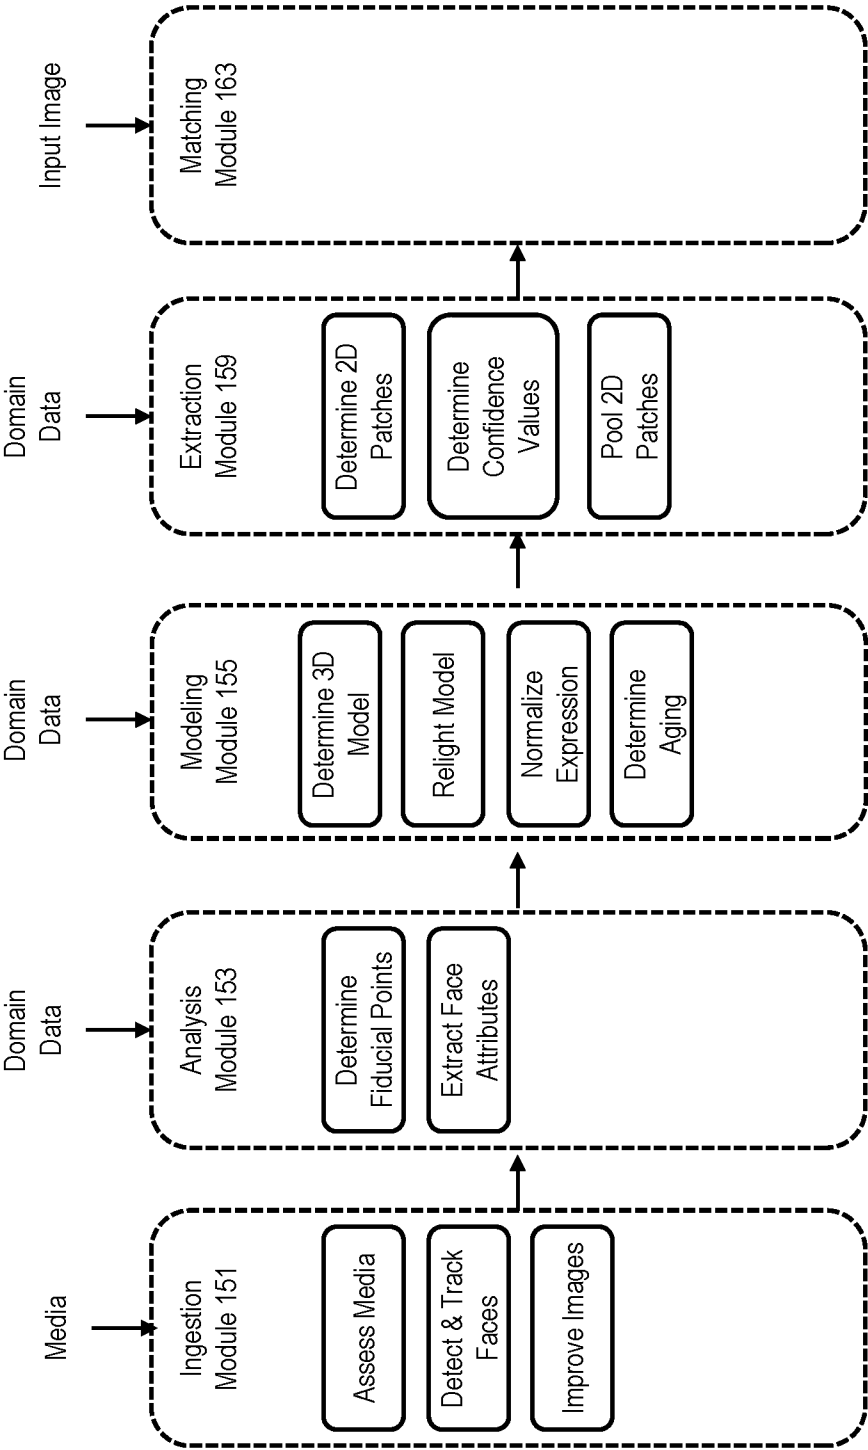 Media
Ingestion
Module 151
Assess Media
Detect & Track
Faces
Improve Images
Domain
Data
Analysis
Module 153
Determine
Fiducial Points
Extract Face
Attributes
Domain
Data
Modeling
Module 155
Determine 3D
Model
Relight Model
Normalize
Expression
Determine
Aging
Domain
Data
Extraction
Module 159
Determine 2D
Patches
Determine
Confidence
Values
Pool 2D
Patches
Input Image
Matching
Module 163